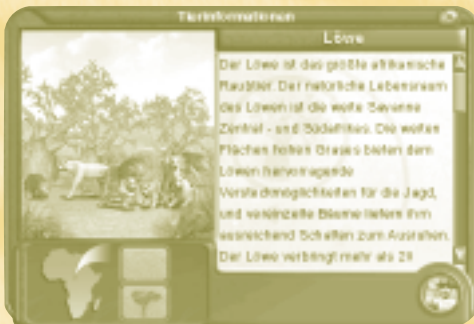 Tierinformationen
Löwe
Der Löwe ist das größte afrikanische
Raubtier. Der natürliche Lebensraum
des Löwen ist die weite Savanne
Zentral - und Südafrikas. Die weiten
Flächen hohen Grases bieten dem
Löwen hervorragende
Versteckmöglichkeiten für die Jagd,
und vereinzelte Bäume liefern ihm
ausreichend Schatten zum Ausruhen.
Der Löwe verbringt mehr als 20